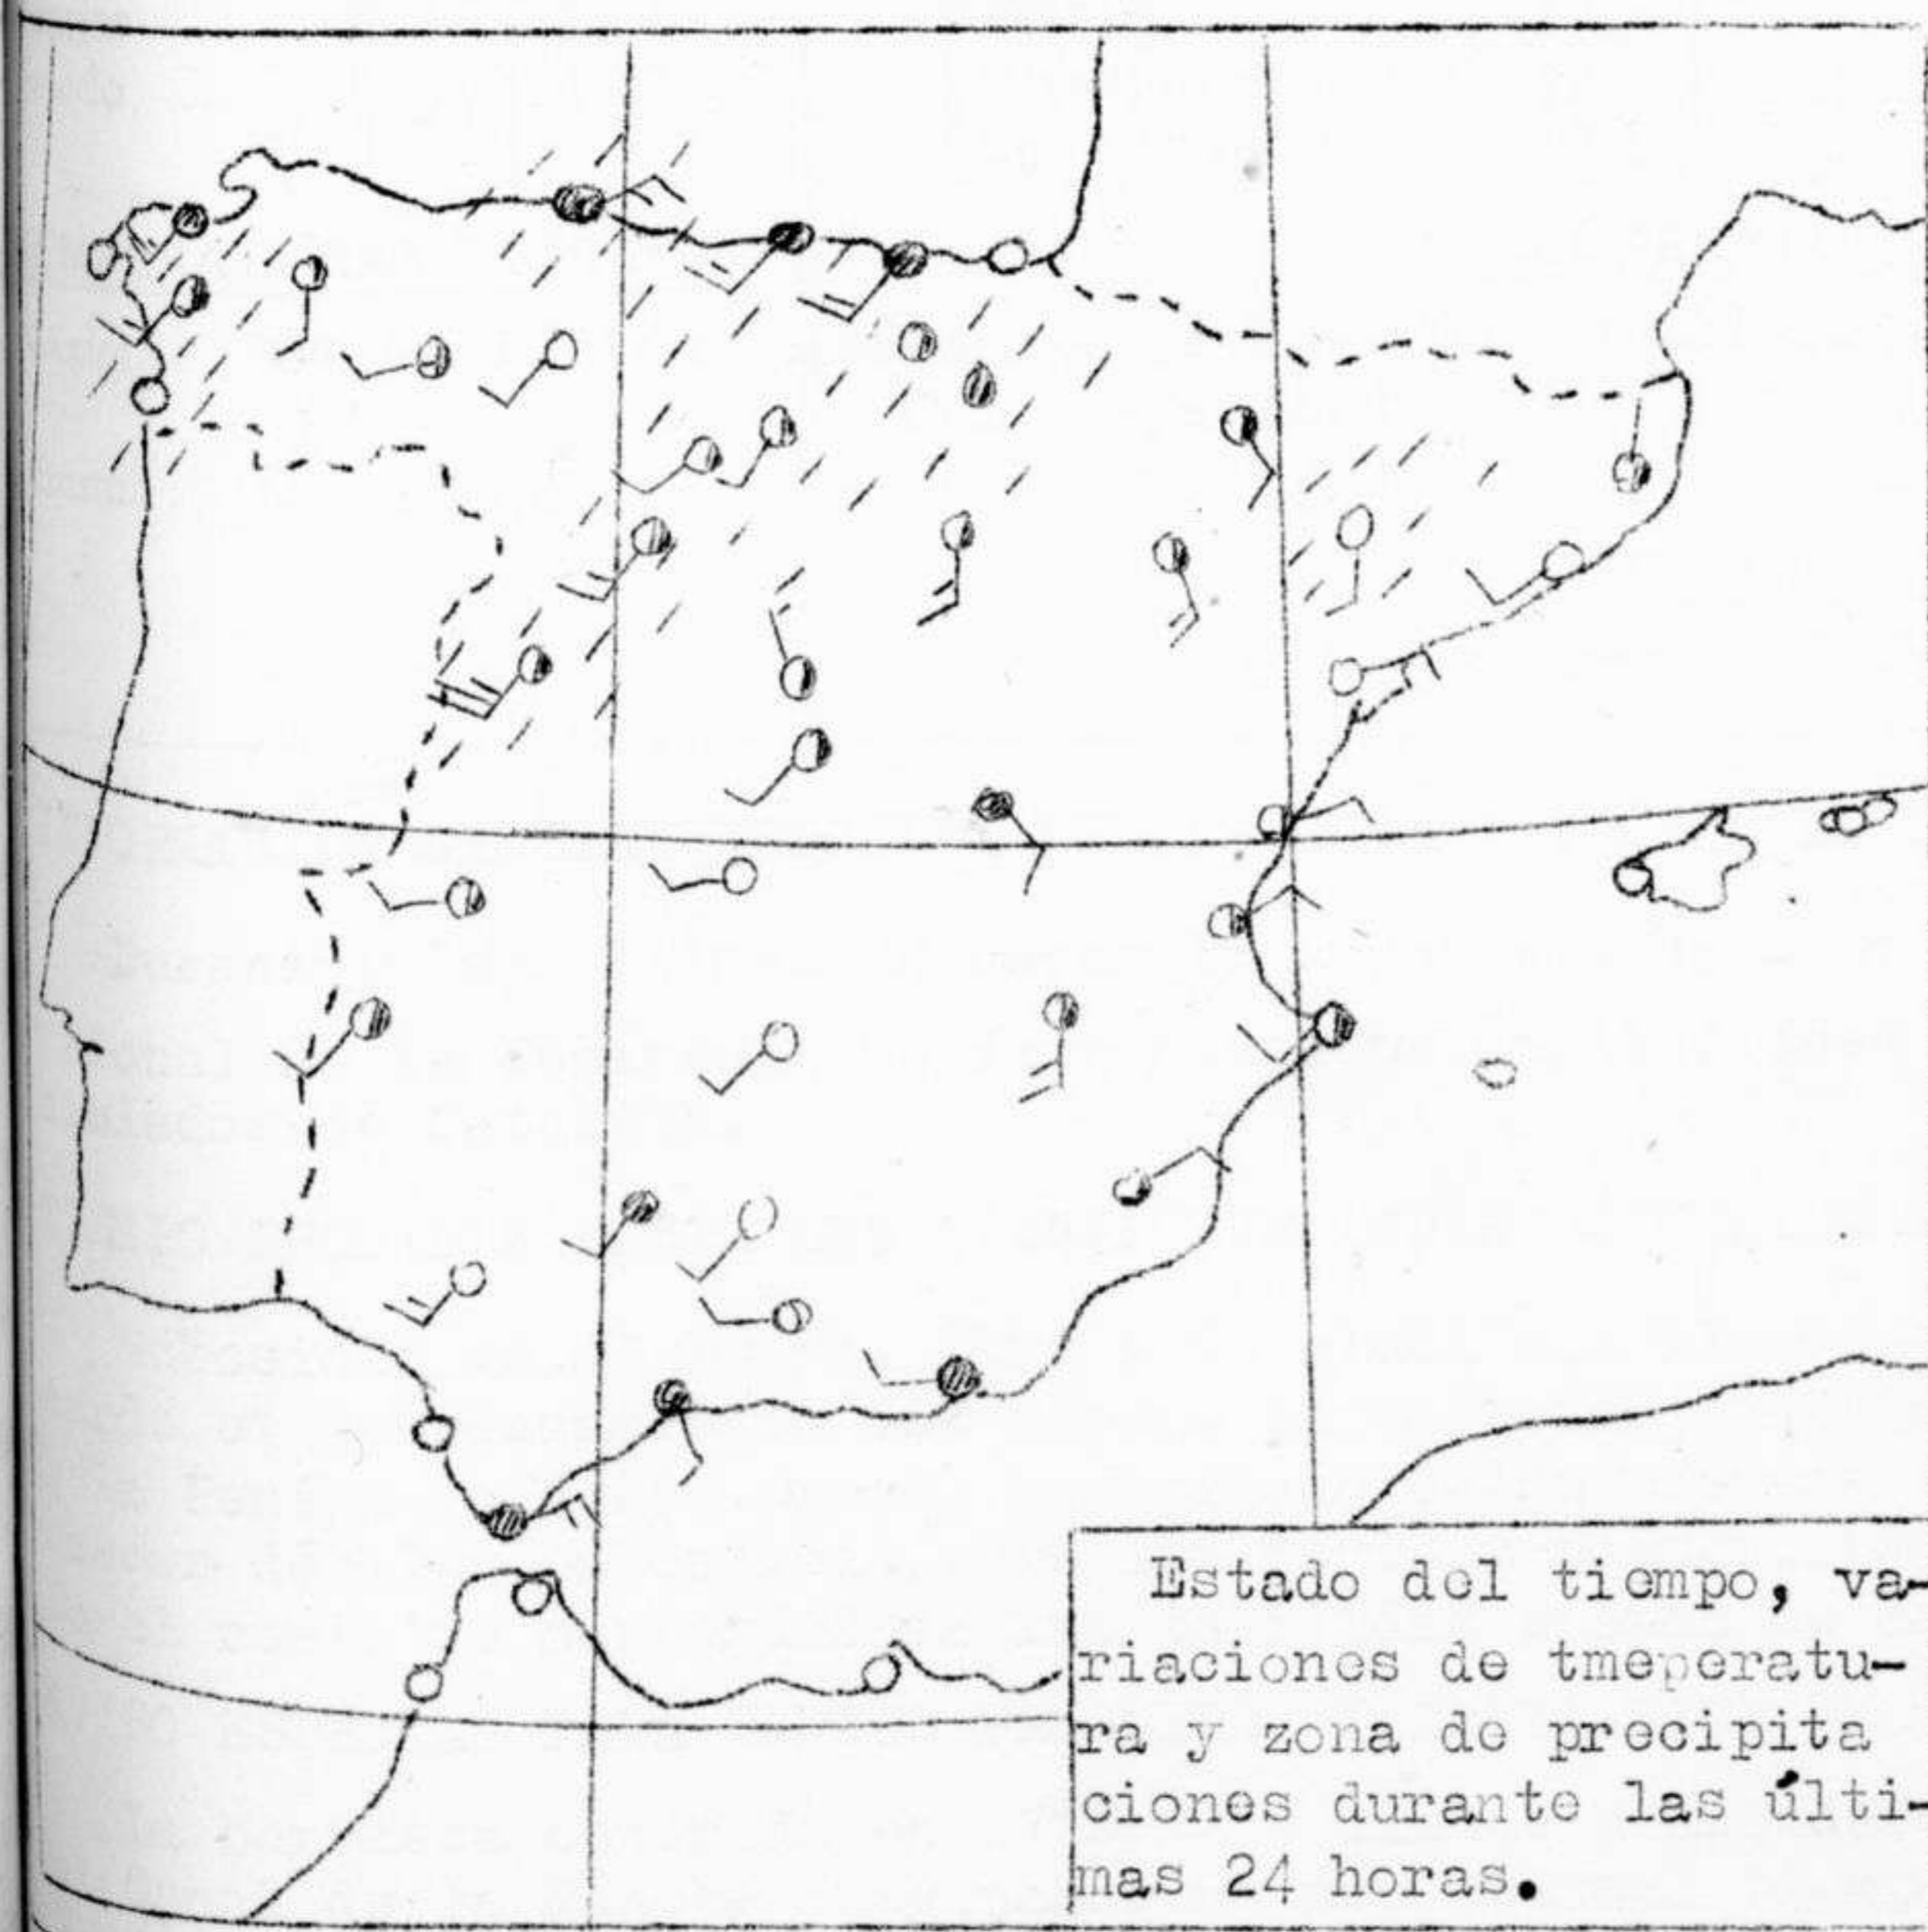 Estado del tiempo, va-
riaciones de tmeperatu-
ra y zona de precipita
ciones durante las últi-
mas 24 horas.